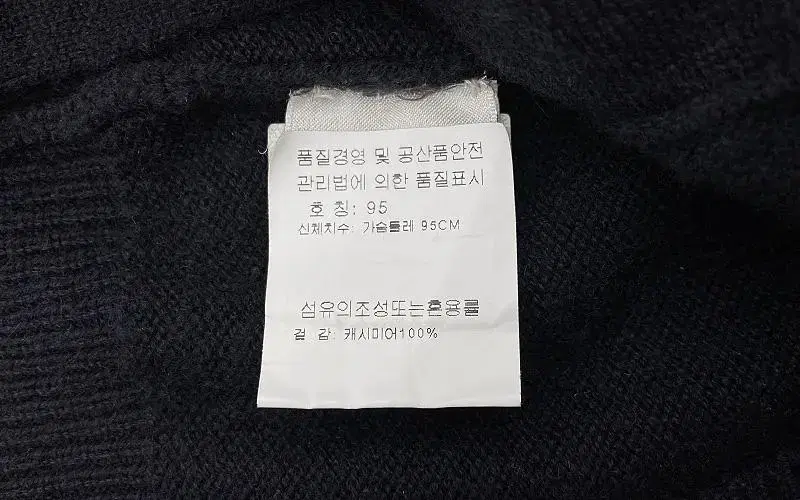 품질경영 및 공산품안전
관리법에 의한 품질표시
호 칭: 95
신체치수: 가슴둘레 95CM
섬유의조성또는혼용률
겉 감: 캐시미어100%